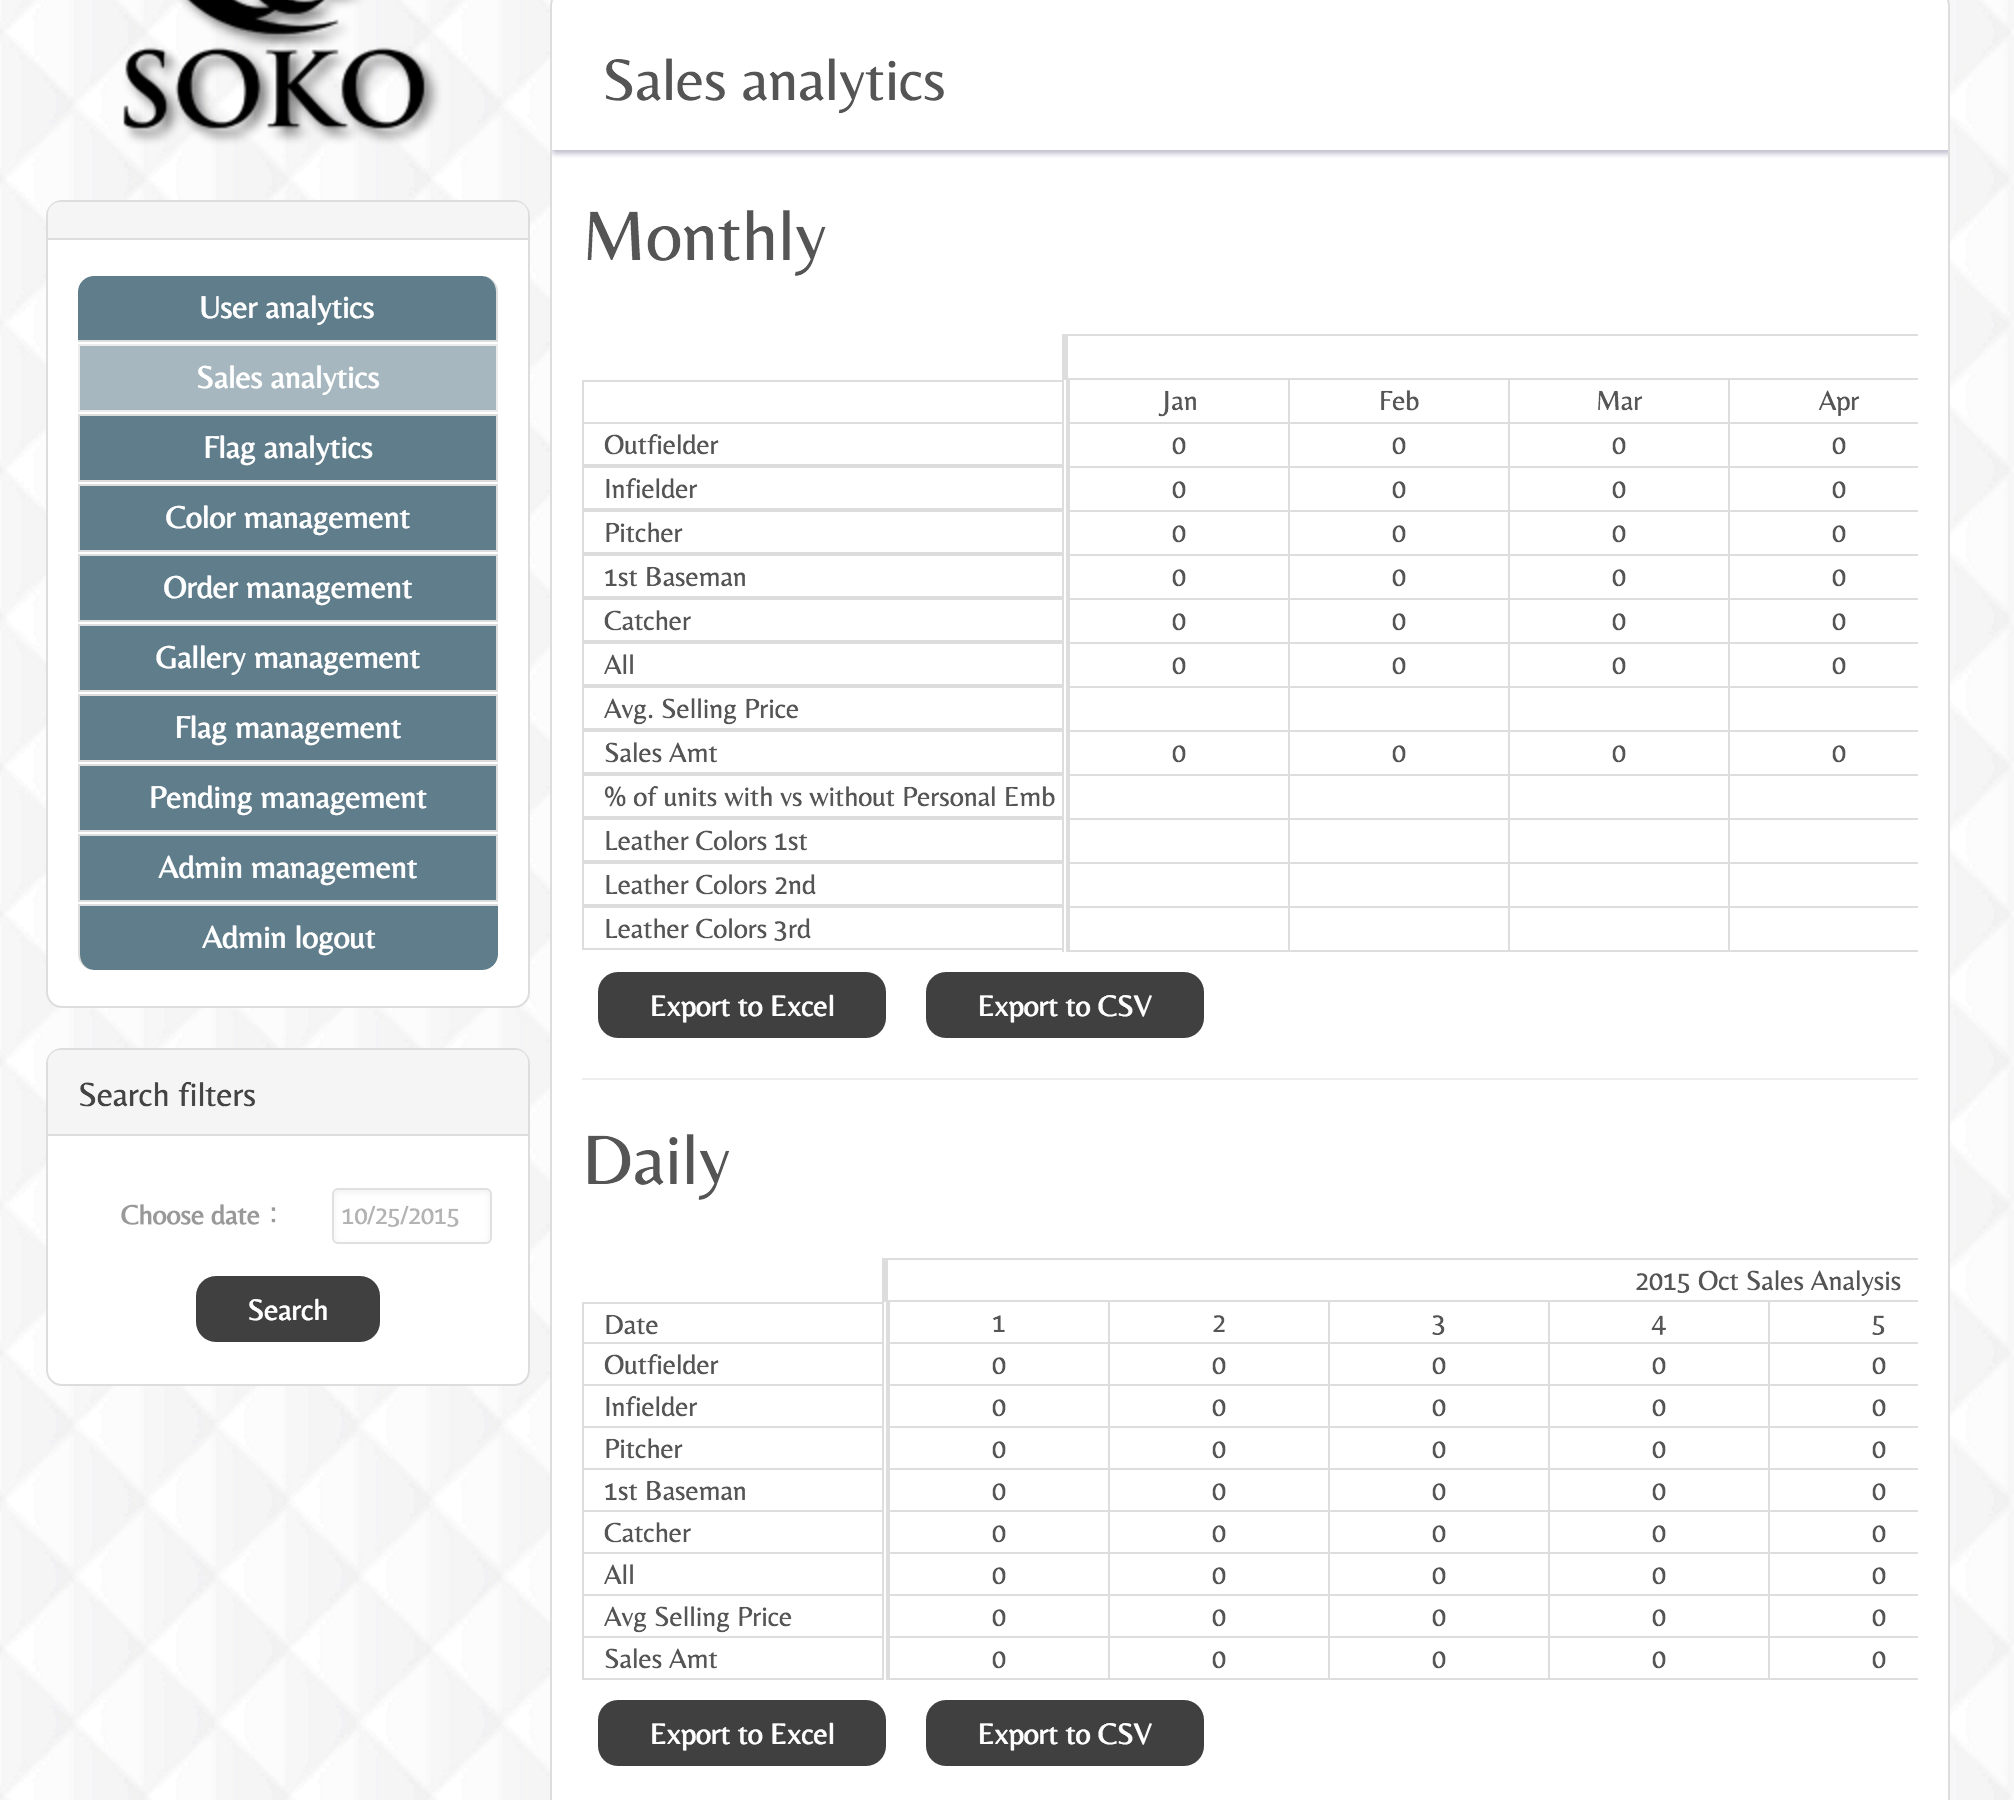 SOKO
User analytics
Sales analytics
Flag analytics
Color management
Order management
Gallery management
Flag management
Pending management
Admin management
Admin logout
Search filters
Choose date : 10/25/2015
Search
Sales analytics
Monthly
Jan Feb Mar Apr
Outfielder 0 0 0 0
Infielder 0 0 0 0
Pitcher 0 0 0 0
1st Baseman 0 0 0 0
Catcher 0 0 0 0
All 0 0 0 0
Avg. Selling Price
Sales Amt 0 0 0 0
% of units with vs without Personal Emb
Leather Colors 1st
Leather Colors 2nd
Leather Colors 3rd
Export to Excel Export to CSV
Daily
2015 Oct Sales Analysis
Date 1 2 3 4 5
Outfielder 0 0 0 0 0
Infielder 0 0 0 0 0
Pitcher 0 0 0 0 0
1st Baseman 0 0 0 0 0
Catcher 0 0 0 0 0
All 0 0 0 0 0
Avg Selling Price 0 0 0 0 0
Sales Amt 0 0 0 0 0
Export to Excel Export to CSV